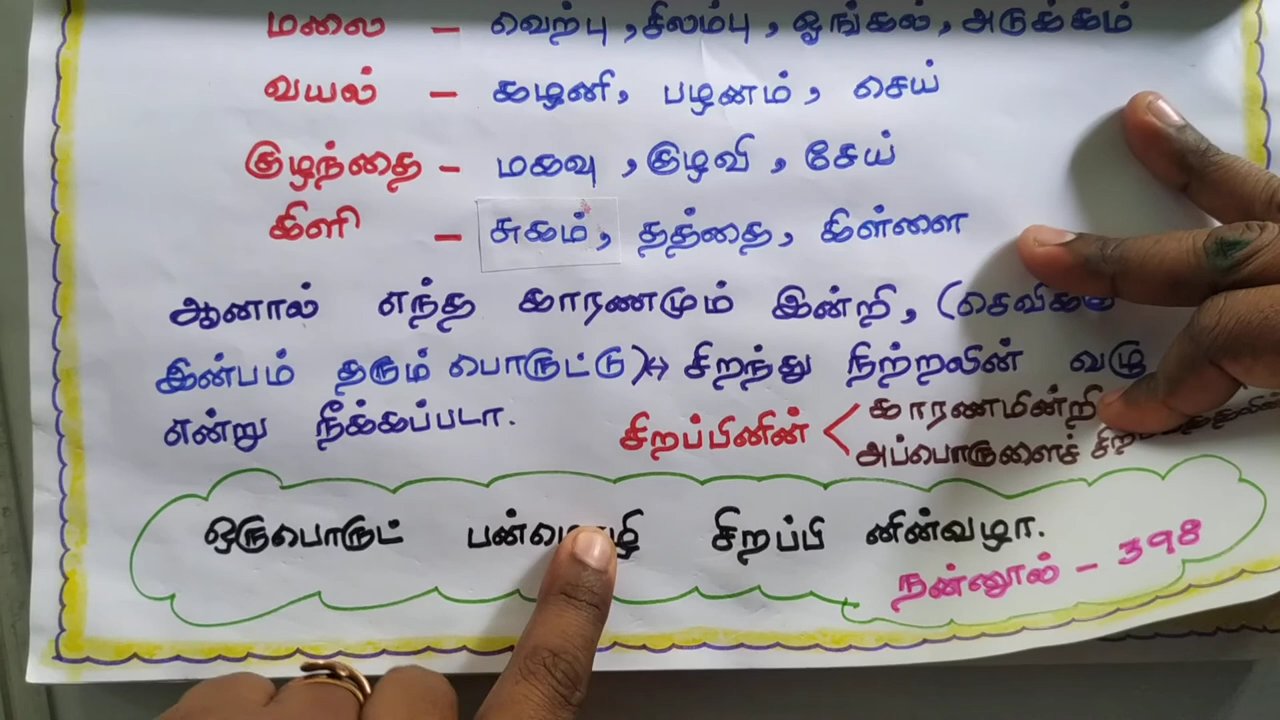 மலை – வெற்பு , சிலம்பு , ஓங்கல் , அடுக்கம்
வயல் – கழனி, பழனம் , செய்
குழந்தை – மகவு , குழவி , சேய்
கிளி – சுகம், தத்தை, கிள்ளை
ஆனால் எந்த காரணமும் இன்றி, (செவிக்கு
இன்பம் தரும் பொருட்டு) சிறந்து நிற்றலின் வழு
என்று நீக்கப்படா.
சிறப்பினின் < காரணமின்றி
அப்பொருளைச்
ஒருபொருட் சிறப்பி னின்வழா.
நன்னூல் – 398